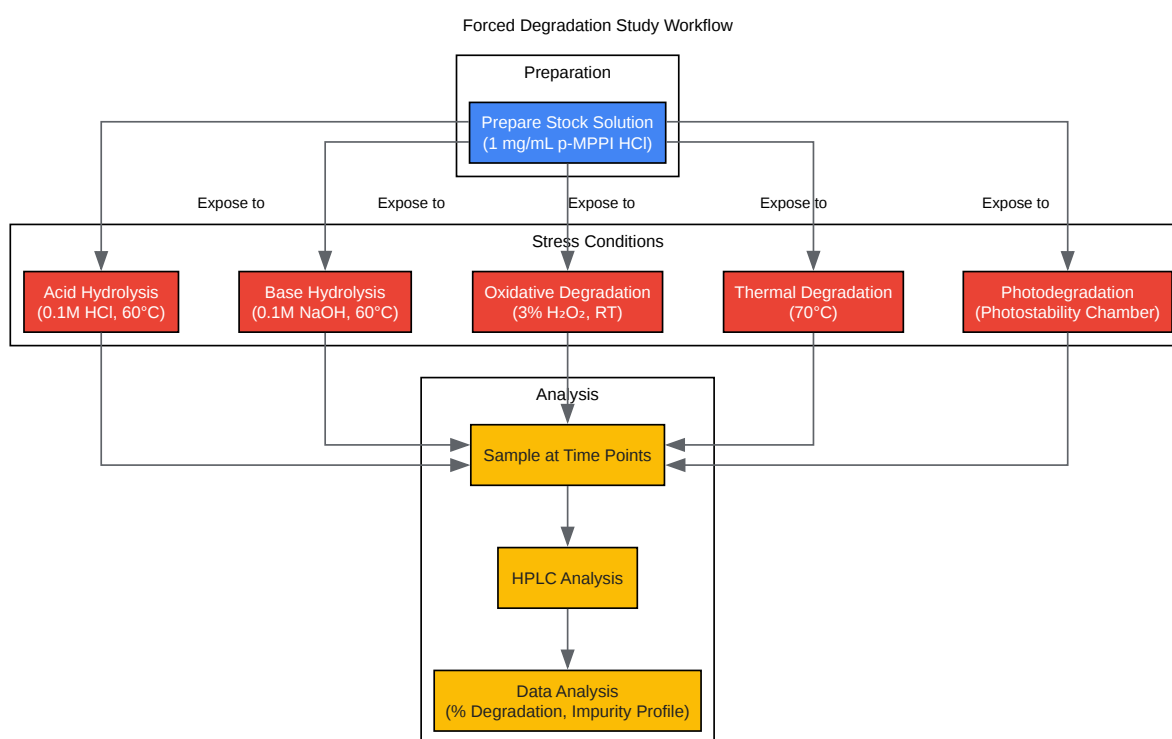 Forced Degradation Study Workflow
Preparation
Prepare Stock Solution
(1 mg/mL p-MPPI HCl)
Expose to
Expose to
Expose to
Expose to
Expose to
Stress Conditions
Acid Hydrolysis
(0.1M HCl, 60°C)
Base Hydrolysis
(0.1M NaOH, 60°C)
Oxidative Degradation
(3% H₂O₂, RT)
Thermal Degradation
(70°C)
Photodegradation
(Photostability Chamber)
Analysis
Sample at Time Points
HPLC Analysis
Data Analysis
(% Degradation, Impurity Profile)